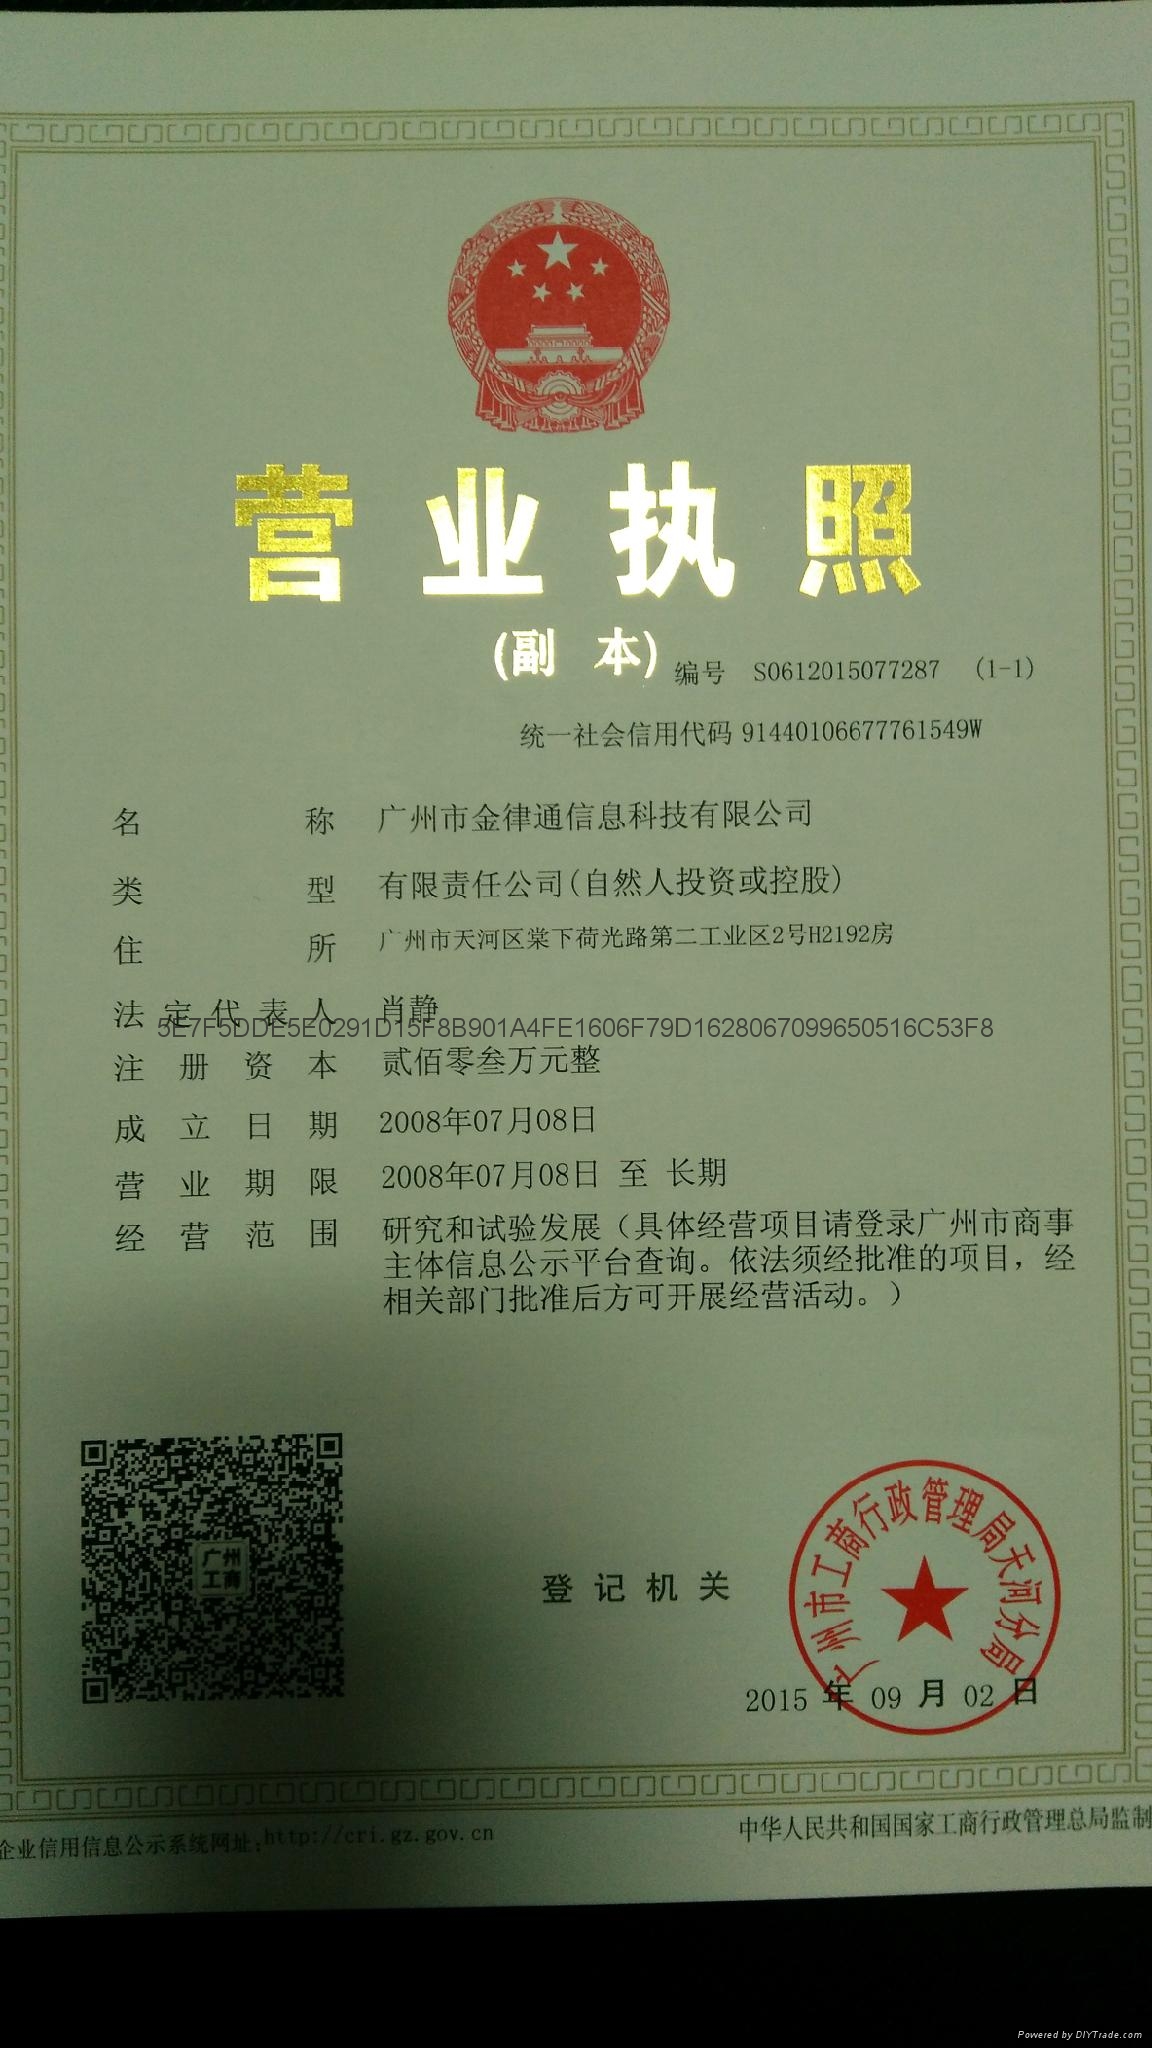 营业执照
(副 本)
编号 S0612015077287 (1-1)
统一社会信用代码 91440106677761549W
名称 广州市金律通信息科技有限公司
类型 有限责任公司(自然人投资或控股)
住所 广州市天河区棠下荷光路第二工业区2号H2192房
法定代表人 肖静
5E7F5DDE5E0291D15F8B901A4FE1606F79D1628067099650516C53F8
注册资本 贰佰零叁万元整
成立日期 2008年07月08日
营业期限 2008年07月08日 至 长期
经营范围 研究和试验发展（具体经营项目请登录广州市商事
主体信息公示平台查询。依法须经批准的项目，经
相关部门批准后方可开展经营活动。）
广州
工商
登记机关
广州市工商行政管理局天河分局
2015 年 09 月 02 日
企业信用信息公示系统网址:http://cri.gz.gov.cn
中华人民共和国国家工商行政管理总局监制
Powered by DIYTrade.com